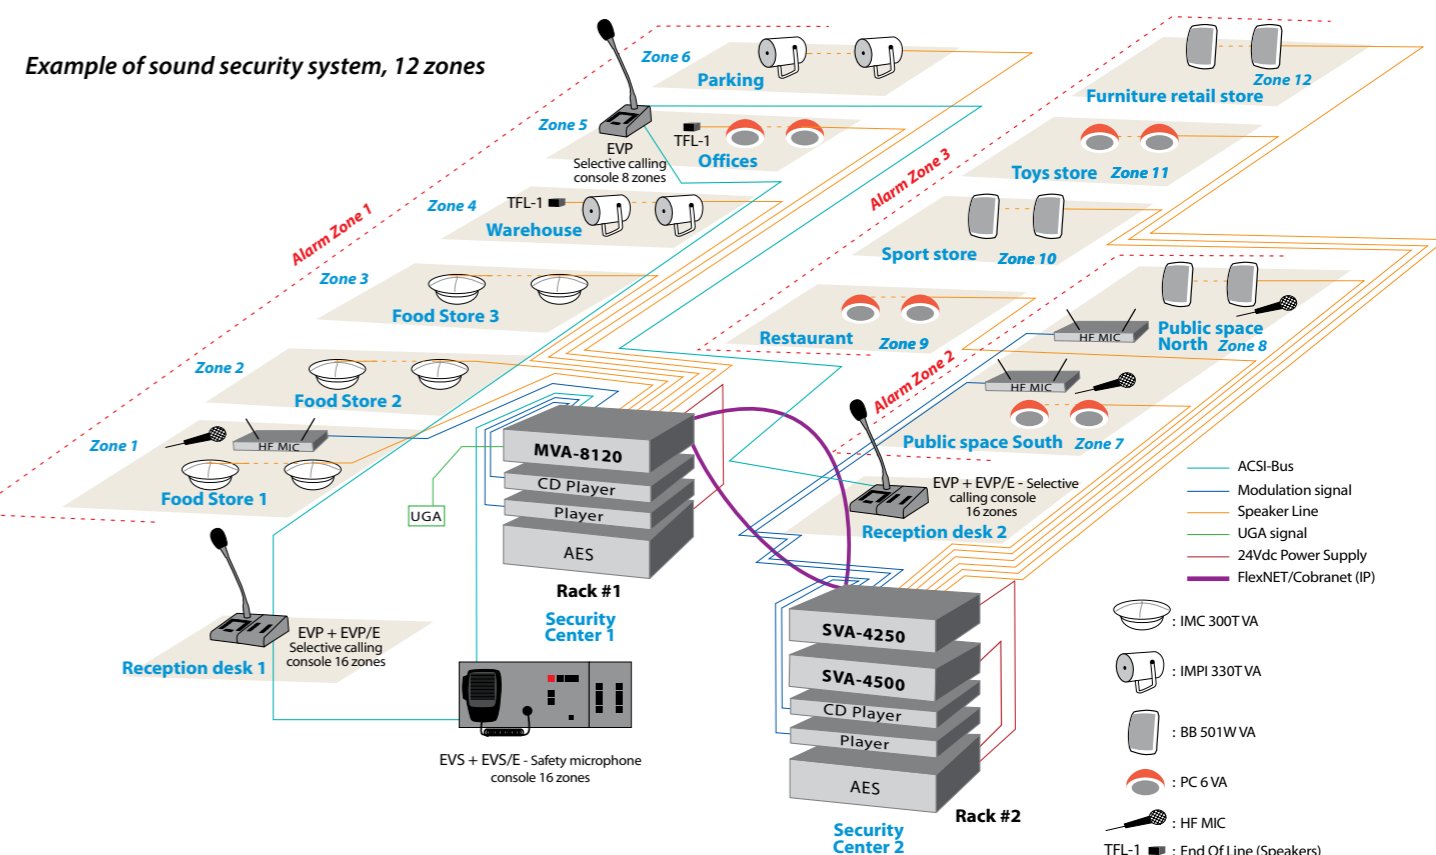 Example of sound security system, 12 zones
Zone 6
Parking
Zone 5
EVP
Selective calling
console 8 zones
TFL-1
Offices
Zone 4
TFL-1
Warehouse
Alarm Zone 1
Zone 3
Food Store 3
Zone 2
Food Store 2
Zone 1
HF MIC
Food Store 1
Zone 12
Furniture retail store
Alarm Zone 3
Toys store Zone 11
Sport store Zone 10
Restaurant Zone 9
Public space
North Zone 8
HF MIC
HF MIC
Alarm Zone 2
Public space South Zone 7
EVP + EVP/E - Selective
calling console
16 zones
Reception desk 2
MVA-8120
CD Player
Player
AES
UGA
Rack #1
Security
Center 1
EVP + EVP/E
Selective calling
console 16 zones
Reception desk 1
EVS + EVS/E - Safety microphone
console 16 zones
SVA-4250
SVA-4500
CD Player
Player
AES
Rack #2
Security
Center 2
ACSI-Bus
Modulation signal
Speaker Line
UGA signal
24Vdc Power Supply
FlexNET/Cobranet (IP)
: IMC 300T VA
: IMPI 330T VA
: BB 501W VA
: PC 6 VA
: HF MIC
TFL-1 : End Of Line (Speakers)